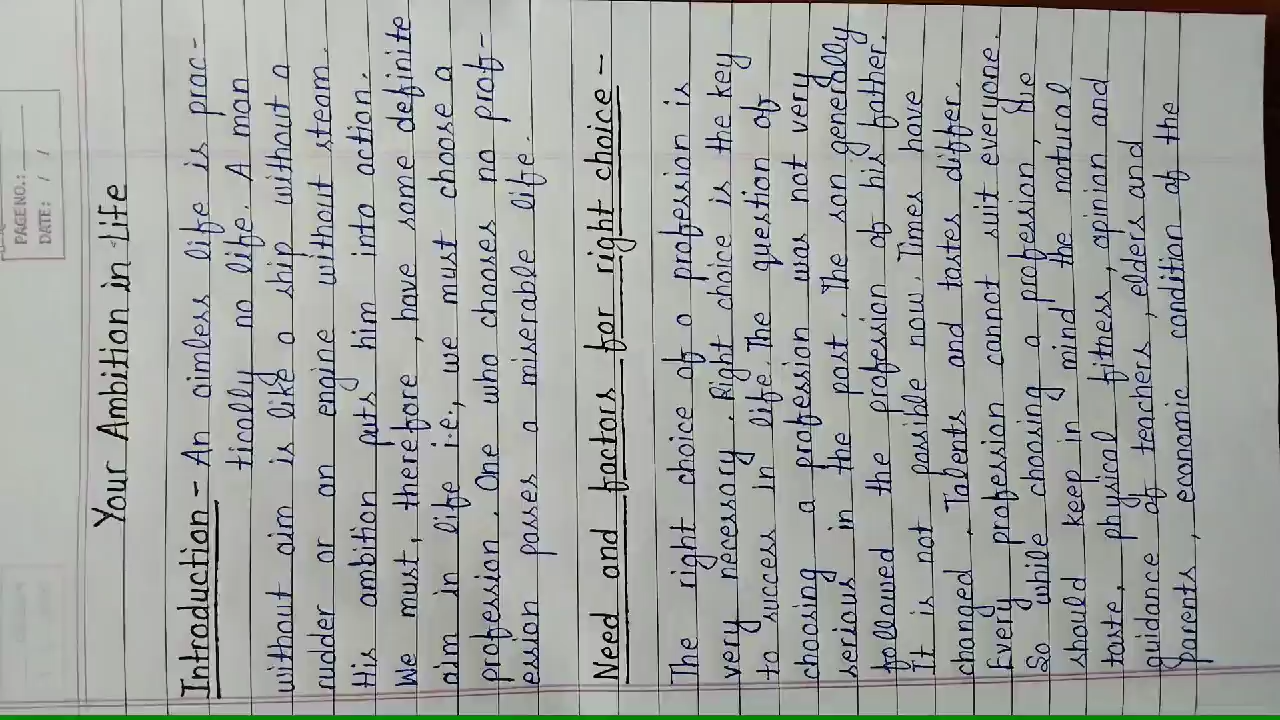 PAGE NO.:
DATE: / /
Your Ambition in Life
Introduction - An aimless life is prac-
tically no life. A man
without aim is like a ship without a
rudder or an engine without steam.
His ambition puts him into action.
We must, therefore, have some definite
aim in life i.e., we must choose a
profession. One who chooses no prof-
ession passes a miserable life.
Need and factors for right choice -
The right choice of a profession is
very necessary. Right choice is the key
to success in life. The question of
choosing a profession was not very
serious in the past. The son generally
followed the profession of his father.
It is not possible now. Times have
changed. Talents and tastes differ.
Every profession cannot suit everyone.
So while choosing a profession, the
should keep in mind the natural
taste, physical fitness, opinion and
guidance of teachers, elders and
parents, economic condition of the